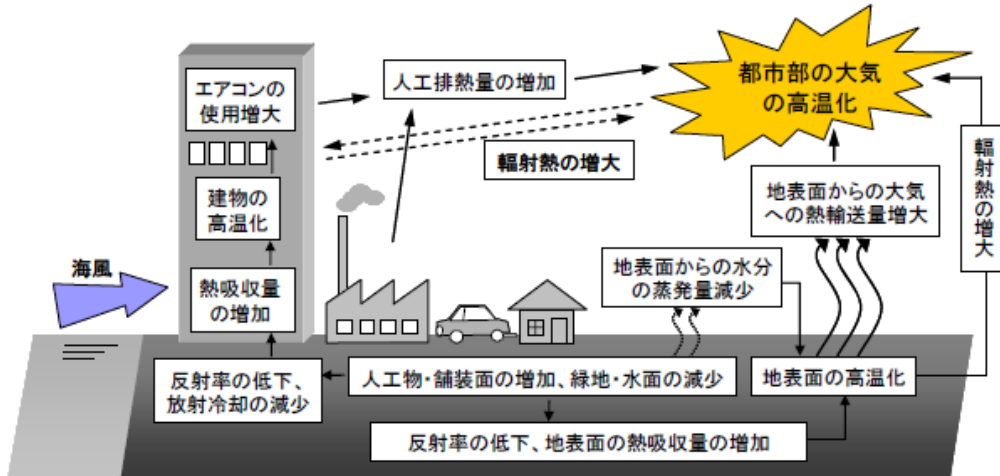 エアコンの
使用増大
人工排熱量の増加
都市部の大気
の高温化
輻射熱の増大
輻射熱の増大
建物の
高温化
地表面からの大気
への熱輸送量増大
海風
熱吸収量
の増加
地表面からの水分
の蒸発量減少
反射率の低下、
放射冷却の減少
人工物・舗装面の増加、緑地・水面の減少
地表面の高温化
反射率の低下、地表面の熱吸収量の増加